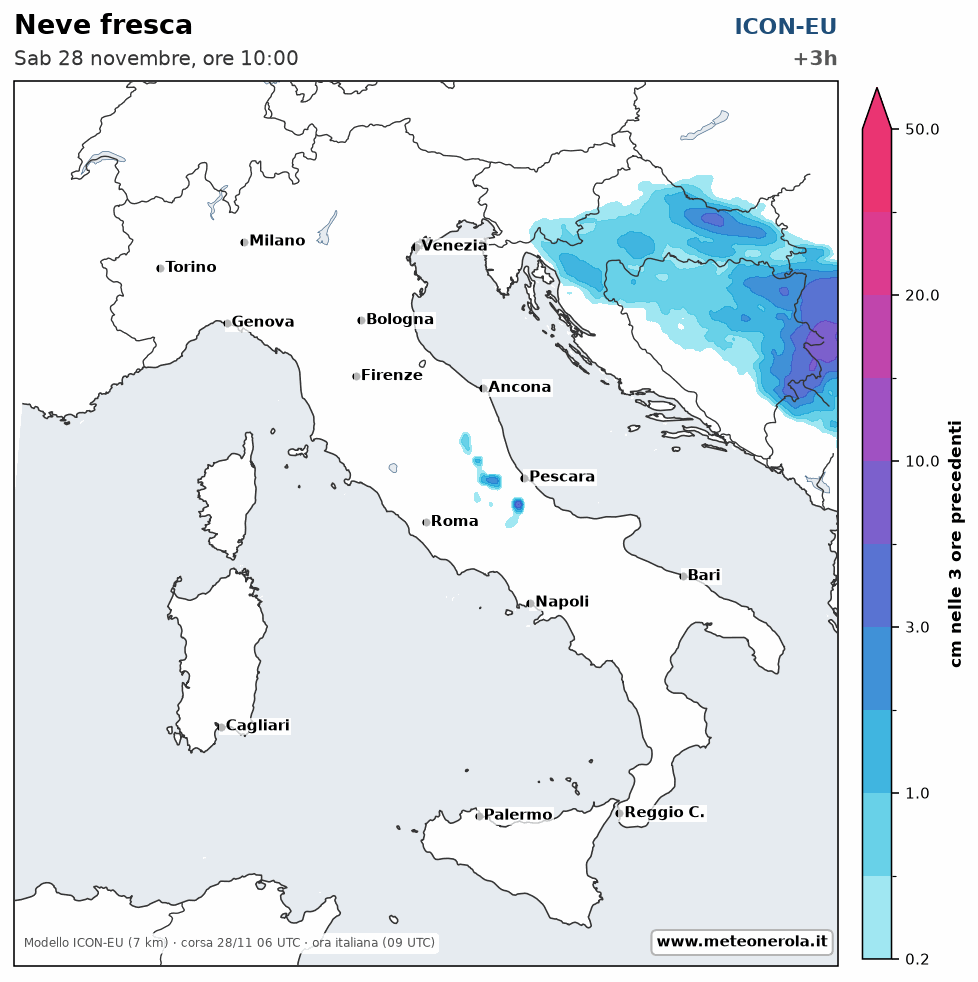 Neve fresca
ICON-EU
Sab 28 novembre, ore 10:00
+3h
50.0
20.0
10.0
3.0
1.0
0.2
cm nelle 3 ore precedenti
Milano
Venezia
Torino
Genova
Bologna
Firenze
Ancona
Pescara
Roma
Bari
Napoli
Cagliari
Palermo
Reggio C.
Modello ICON-EU (7 km) · corsa 28/11 06 UTC · ora italiana (09 UTC)
www.meteonerola.it